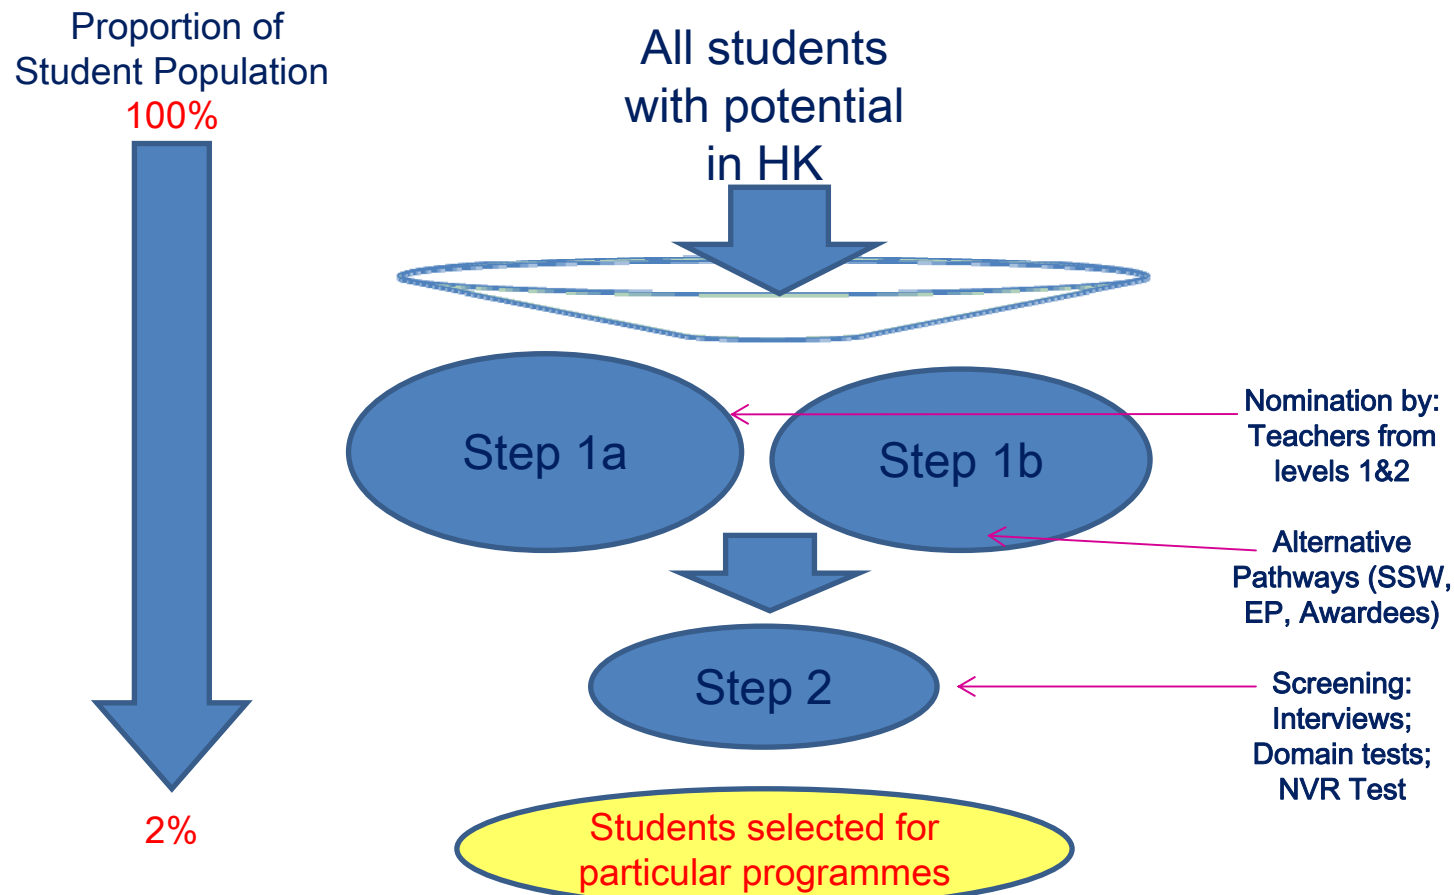 Proportion of
Student Population
100%
All students
with potential
in HK
Step 1a
Step 1b
Nomination by:
Teachers from
levels 1&2
Alternative
Pathways (SSW,
EP, Awardees)
Step 2
Screening:
Interviews;
Domain tests;
NVR Test
2%
Students selected for
particular programmes